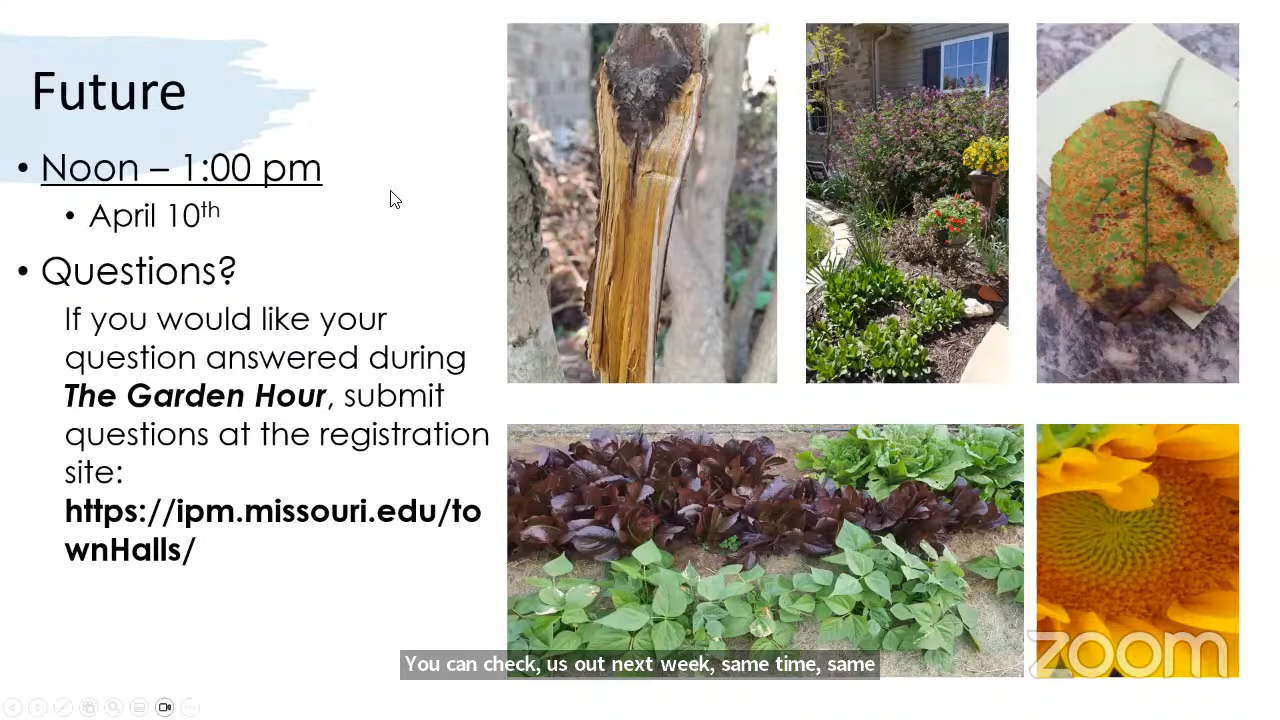 Future
• Noon – 1:00 pm
• April 10th
• Questions?
If you would like your
question answered during
The Garden Hour, submit
questions at the registration
site:
https://ipm.missouri.edu/to
wnHalls/
You can check, us out next week, same time, same
zoom